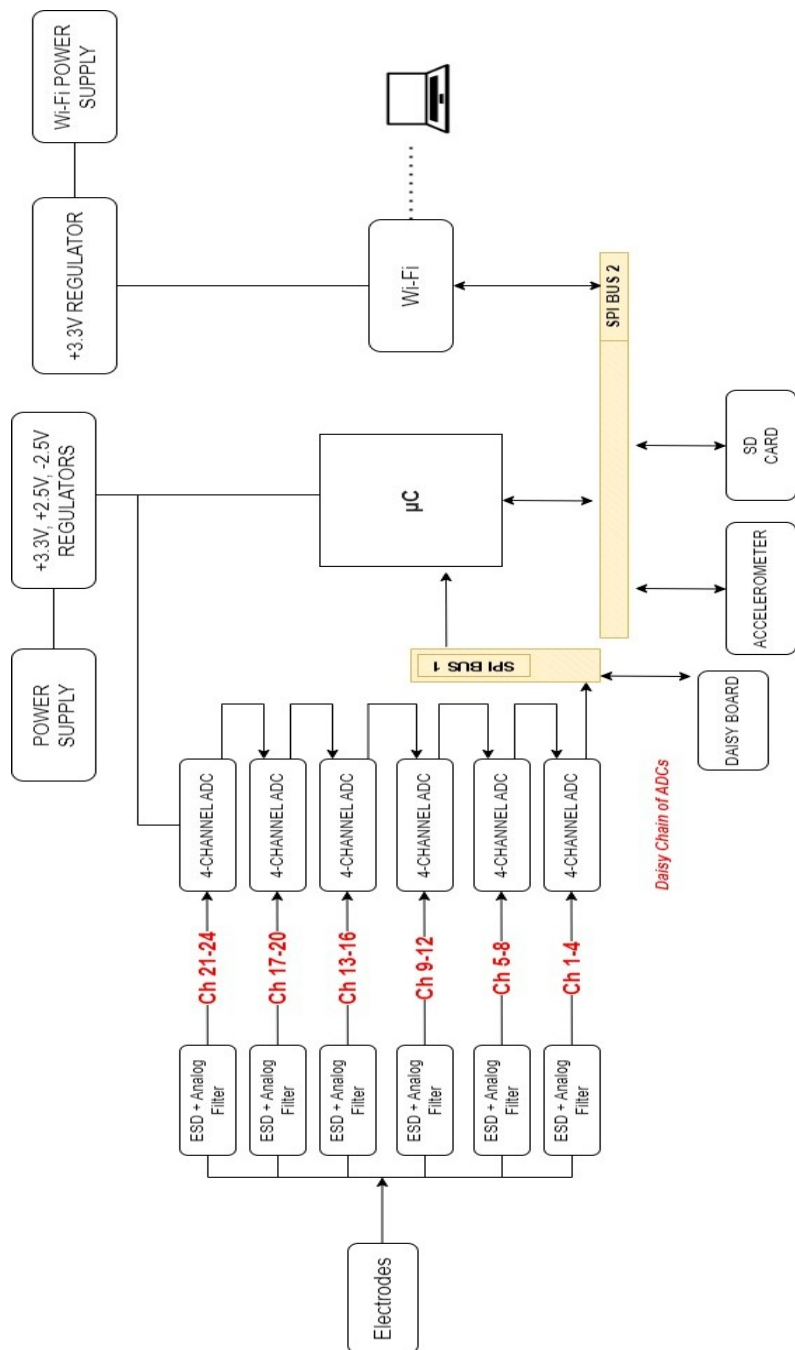 Wi-Fi POWER
SUPPLY
+3.3V REGULATOR
Wi-Fi
SPI BUS 2
+3.3V, +2.5V, -2.5V
REGULATORS
POWER
SUPPLY
µC
SPI BUS 1
SD
CARD
ACCELEROMETER
DAISY BOARD
4-CHANNEL ADC
4-CHANNEL ADC
4-CHANNEL ADC
4-CHANNEL ADC
4-CHANNEL ADC
4-CHANNEL ADC
Daisy Chain of ADCs
Ch 21-24
Ch 17-20
Ch 13-16
Ch 9-12
Ch 5-8
Ch 1-4
ESD + Analog
Filter
ESD + Analog
Filter
ESD + Analog
Filter
ESD + Analog
Filter
ESD + Analog
Filter
ESD + Analog
Filter
Electrodes